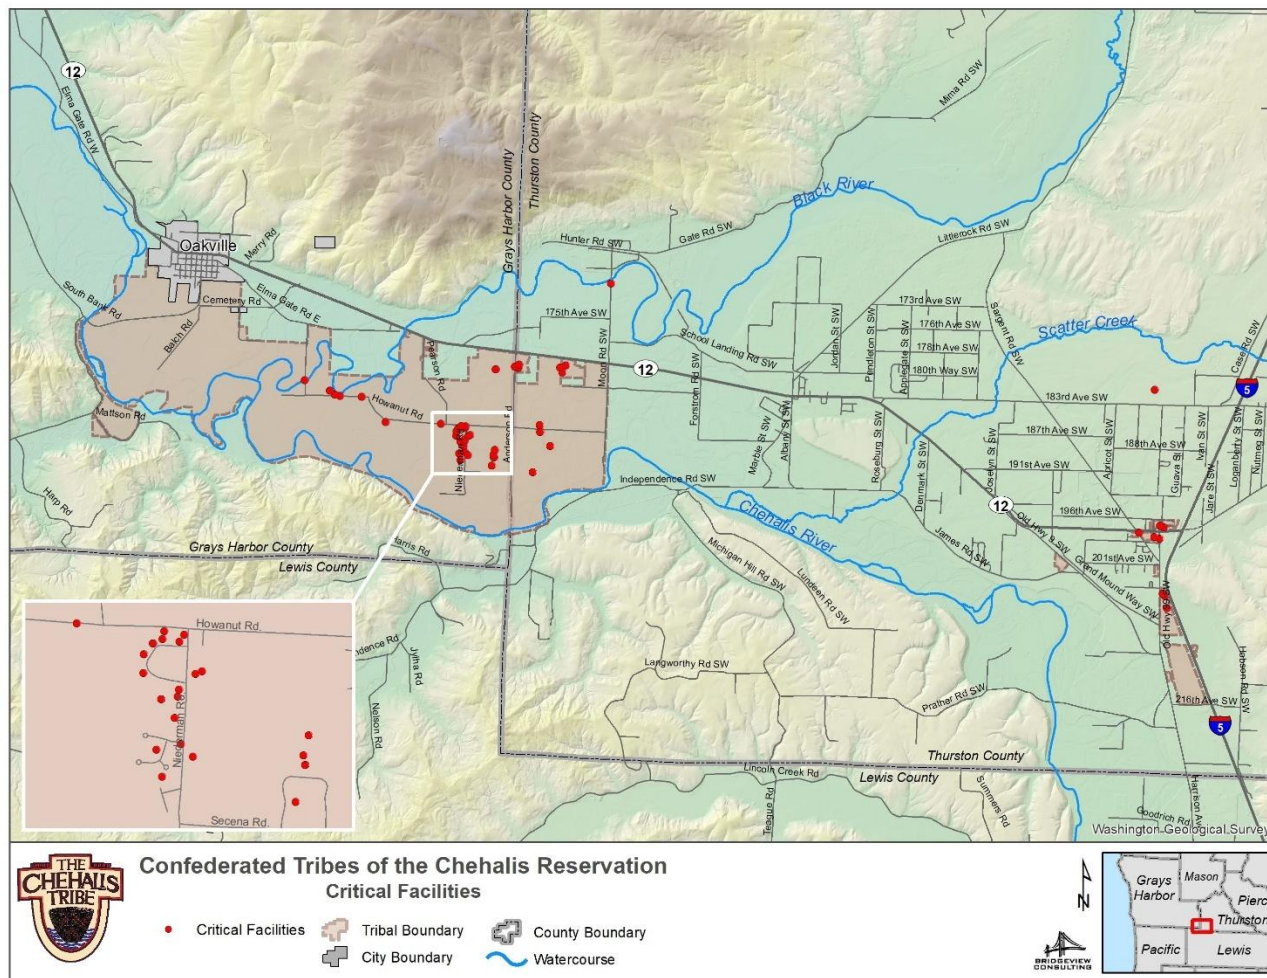 12
Elma Gate Rd W
Mima Rd SW
Grays Harbor County
Thurston County
Black River
Hunter Rd SW
Gate Rd SW
Littlerock Rd SW
Oakville
Merry Rd
South Bank Rd
Cemetery Rd
Elma Gate Rd E
Balch Rd
175th Ave SW
School Landing Rd SW
Moon Rd SW
173rd Ave SW
176th Ave SW
178th Ave SW
180th Way SW
Sargent Rd SW
Scatter Creek
Case Rd SW
Jordan St SW
Pendleton St SW
Applegate St SW
Pearson Rd
12
Forstrom Rd SW
5
183rd Ave SW
Mattson Rd
Howanut Rd
Anderson Rd
Marble St SW
Albany St SW
Roseburg St SW
187th Ave SW
188th Ave SW
Apricot St SW
Guava St
Ivan St SW
Loganberry St SW
Nutmeg St SW
Jare St SW
191st Ave SW
Joselyn St SW
Denmark St SW
Independence Rd SW
Harp Rd
Chehalis River
12
196th Ave SW
Old Hwy 9 SW
201st Ave SW
James Rd SW
Grand Mound Way SW
Grays Harbor County
Lewis County
Harris Rd
Michigan Hill Rd SW
Lundeen Rd SW
Hobson Rd SW
Howanut Rd.
Niederman Rd.
Secena Rd.
Jylha Rd
Nelson Rd
Langworthy Rd SW
Prather Rd SW
216th Ave SW
5
Thurston County
Lewis County
Lincoln Creek Rd
Teague Rd
Summers Rd
Goodrich Rd
Harrison Ave
Washington Geological Survey
THE
CHEHALIS
TRIBE
Confederated Tribes of the Chehalis Reservation
Critical Facilities
Critical Facilities
Tribal Boundary
County Boundary
City Boundary
Watercourse
N
BRIDGEVIEW
CONSULTING
Grays
Harbor
Mason
Pierc
Thurston
Pacific
Lewis